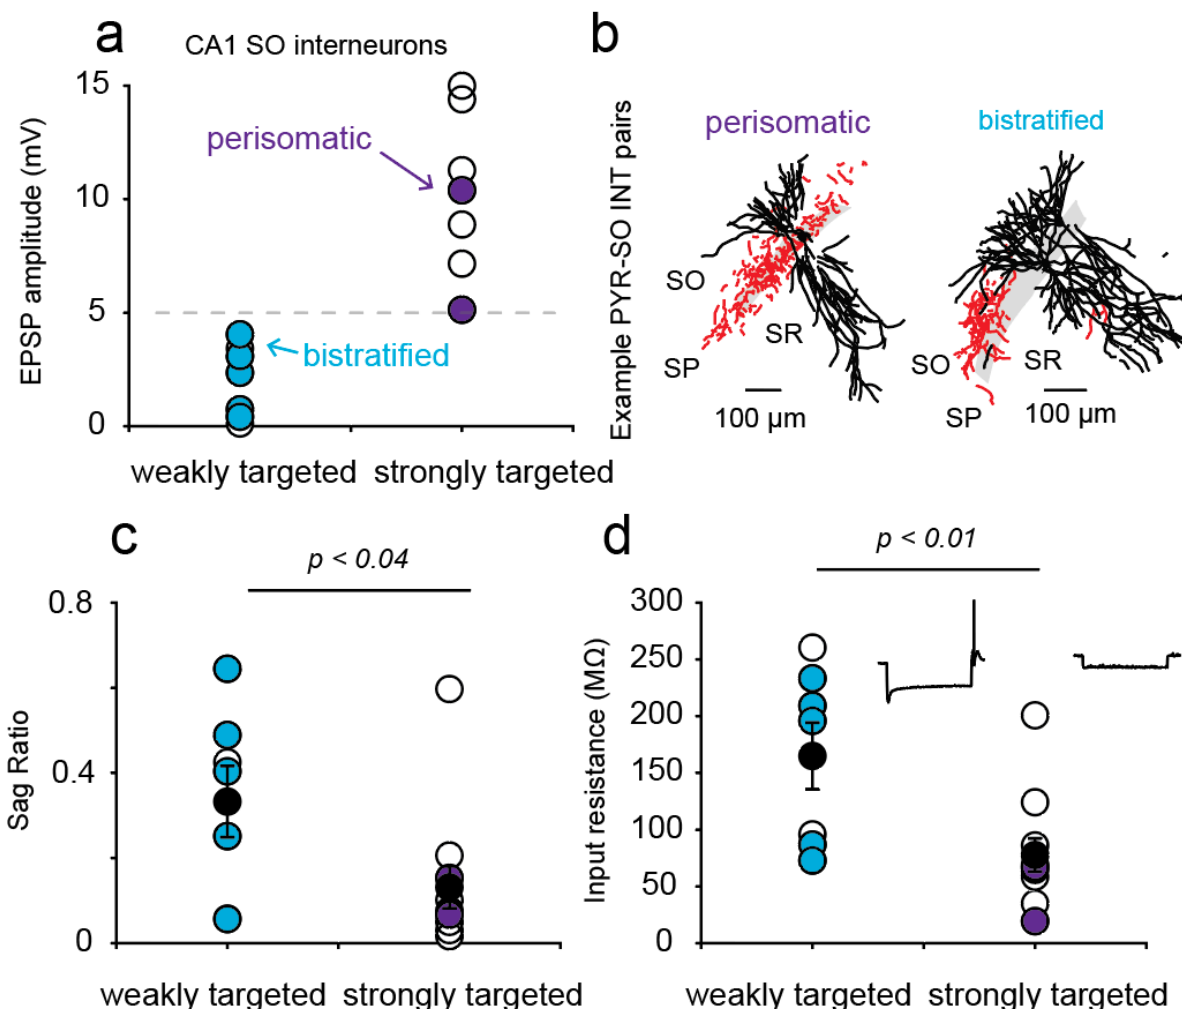 a
CA1 SO interneurons
EPSP amplitude (mV)
15
10
5
0
perisomatic
bistratified
weakly targeted
strongly targeted
b
Example PYR-SO INT pairs
perisomatic
bistratified
SO
SP
SR
100 µm
SO
SP
SR
100 µm
c
p < 0.04
Sag Ratio
0.8
0.4
0
weakly targeted
strongly targeted
d
p < 0.01
Input resistance (MΩ)
300
250
200
150
100
50
0
weakly targeted
strongly targeted